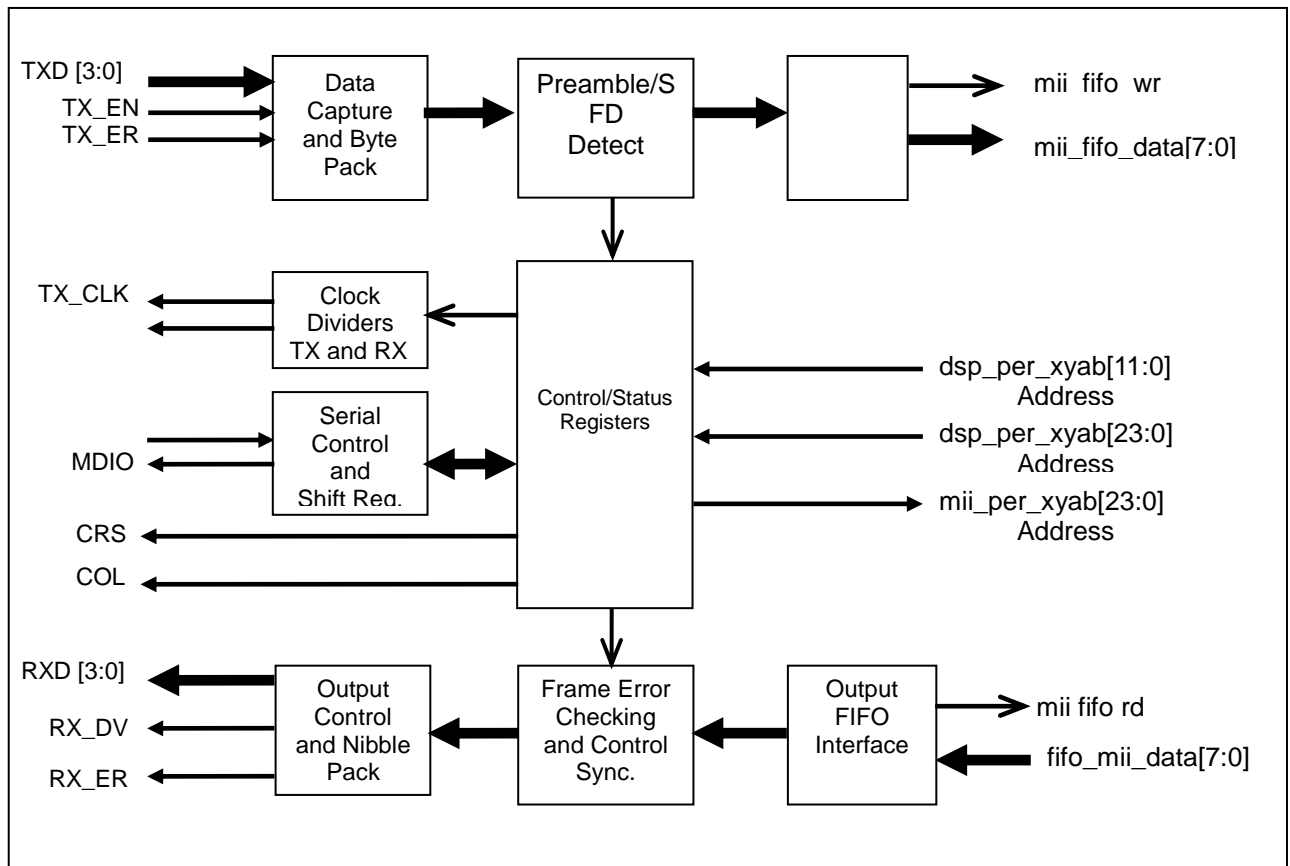 TXD [3:0]
TX_EN
TX_ER
Data
Capture
and Byte
Pack
Preamble/S
FD
Detect
mii fifo wr
mii_fifo_data[7:0]
TX_CLK
Clock
Dividers
TX and RX
MDIO
Serial
Control
and
Shift Reg.
CRS
COL
Control/Status
Registers
dsp_per_xyab[11:0]
Address
dsp_per_xyab[23:0]
Address
mii_per_xyab[23:0]
Address
RXD [3:0]
RX_DV
RX_ER
Output
Control
and Nibble
Pack
Frame Error
Checking
and Control
Sync.
Output
FIFO
Interface
mii fifo rd
fifo_mii_data[7:0]